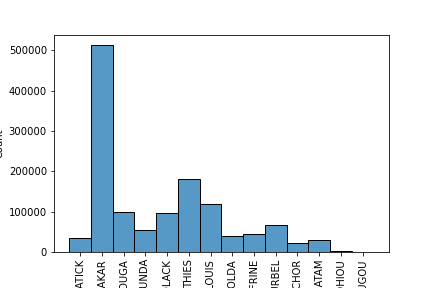 500000
400000
300000
200000
100000
0
Count
ATICK
AKAR
OUGA
UNDA
LACK
THIES
OUIS
OLDA
FRINE
RBEL
CHOR
ATAM
HIOU
UGOU